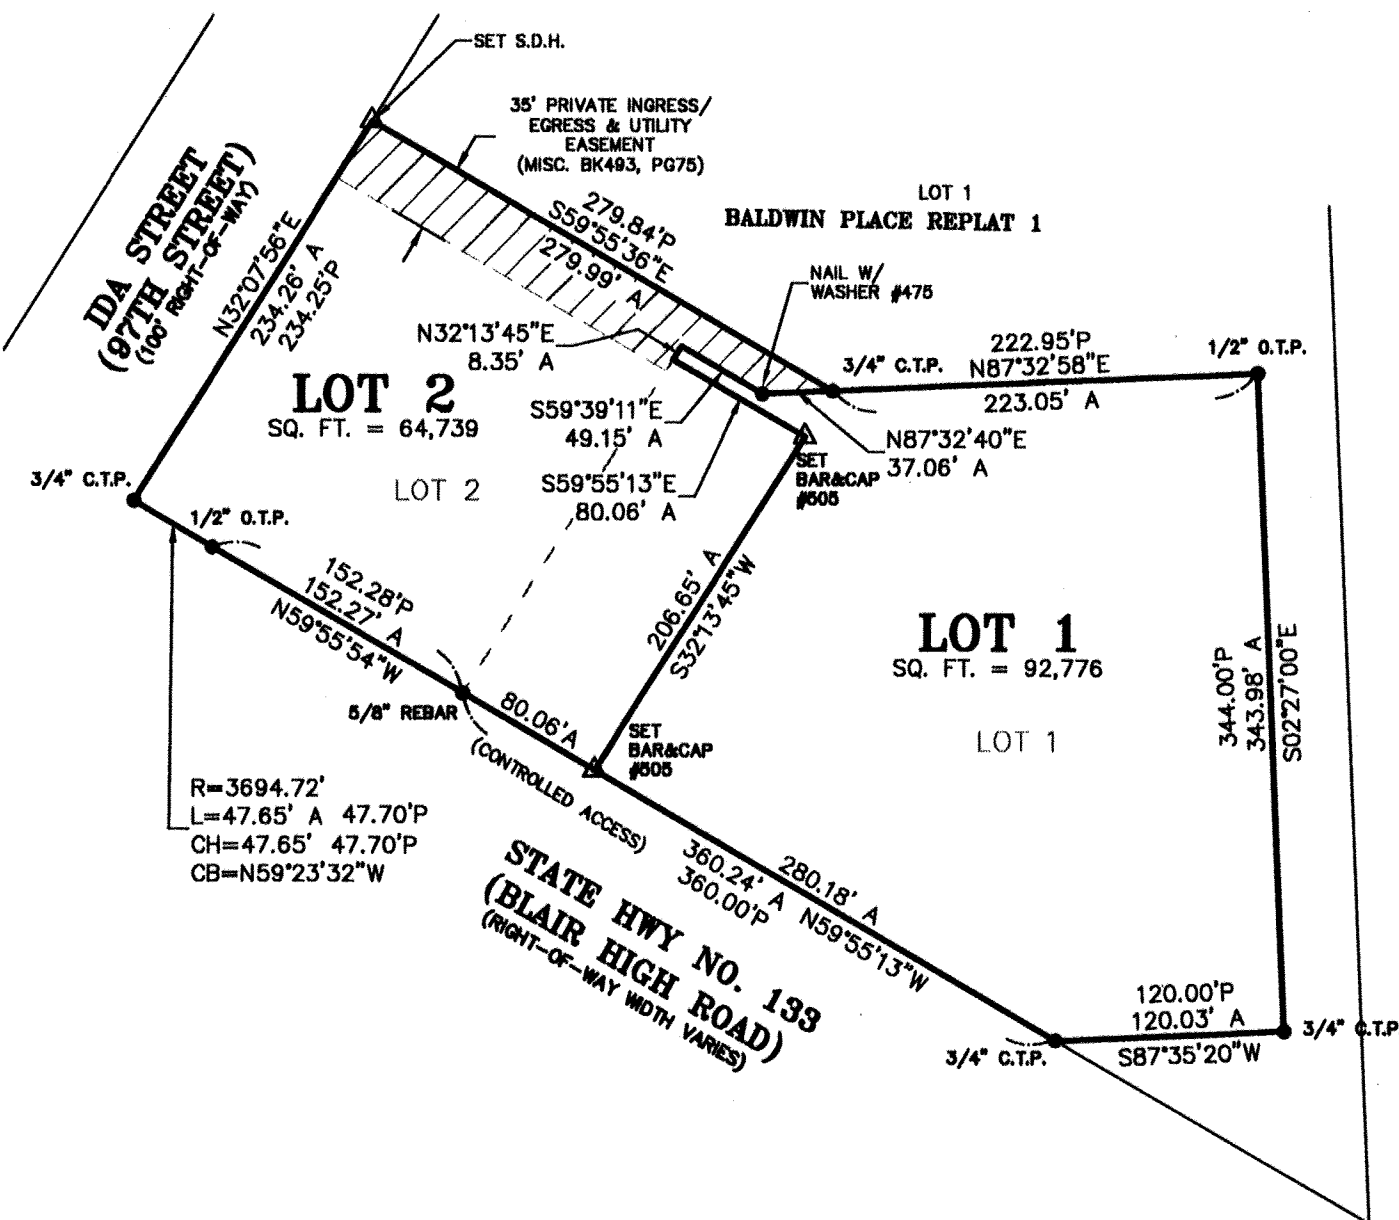 SET S.D.H.
35' PRIVATE INGRESS/
EGRESS & UTILITY
EASEMENT
(MISC. BK493, PG75)
IDA STREET
(97TH STREET)
(100' RIGHT-OF-WAY)
N32°07'56"E
234.26' A
234.25'P
279.84'P
S59°55'36"E
279.99' A
LOT 1
BALDWIN PLACE REPLAT 1
NAIL W/
WASHER #475
N32°13'45"E
8.35' A
3/4" C.T.P.
222.95'P
N87°32'58"E
223.05' A
1/2" O.T.P.
LOT 2
SQ. FT. = 64,739
LOT 2
S59°39'11"E
49.15' A
S59°55'13"E
80.06' A
N87°32'40"E
37.06' A
SET
BAR&CAP
#505
3/4" C.T.P.
1/2" O.T.P.
152.28'P
152.27' A
N59°55'54"W
206.65' A
S32°13'45"W
LOT 1
SQ. FT. = 92,776
LOT 1
344.00'P
343.98' A
S02°27'00"E
5/8" REBAR
80.06'A
SET
BAR&CAP
#505
(CONTROLLED ACCESS)
R=3694.72'
L=47.65' A 47.70'P
CH=47.65' 47.70'P
CB=N59°23'32"W
STATE HWY NO. 133
(BLAIR HIGH ROAD)
(RIGHT-OF-WAY WIDTH VARIES)
360.24' A
360.00'P
280.18' A
N59°55'13"W
120.00'P
120.03' A
S87°35'20"W
3/4" C.T.P.
3/4" C.T.P